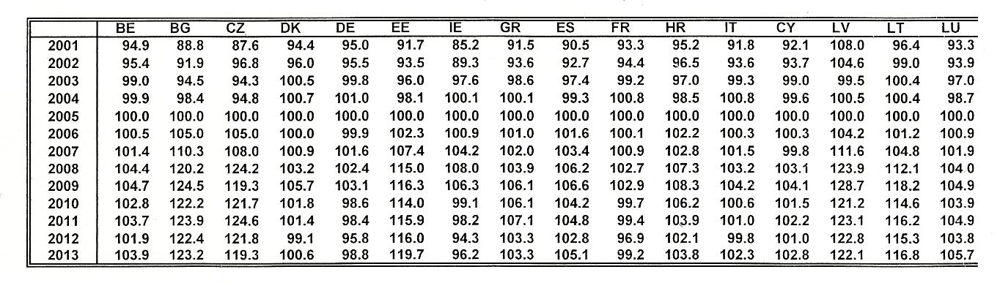 BE BG CZ DK DE EE IE GR ES FR HR IT CY LV LT LU
2001 94.9 88.8 87.6 94.4 95.0 91.7 85.2 91.5 90.5 93.3 95.2 91.8 92.1 108.0 96.4 93.3
2002 95.4 91.9 96.8 96.0 95.5 93.5 89.3 93.6 92.7 94.4 96.5 93.6 93.7 104.6 99.0 93.9
2003 99.0 94.5 94.3 100.5 99.8 96.0 97.6 98.6 97.4 99.2 97.0 99.3 99.0 99.5 100.4 97.0
2004 99.9 98.4 94.8 100.7 101.0 98.1 100.1 100.1 99.3 100.8 98.5 100.8 99.6 100.5 100.4 98.7
2005 100.0 100.0 100.0 100.0 100.0 100.0 100.0 100.0 100.0 100.0 100.0 100.0 100.0 100.0 100.0 100.0
2006 100.5 105.0 105.0 100.0 99.9 102.3 100.9 101.0 101.6 100.1 102.2 100.3 100.3 104.2 101.2 100.9
2007 101.4 110.3 108.0 100.9 101.6 107.4 104.2 102.0 103.4 100.9 102.8 101.5 99.8 111.6 104.8 101.9
2008 104.4 120.2 124.2 103.2 102.4 115.0 108.0 103.9 106.2 102.7 107.3 103.2 103.1 123.9 112.1 104.0
2009 104.7 124.5 119.3 105.7 103.1 116.3 106.3 106.1 106.6 102.9 108.3 104.2 104.1 128.7 118.2 104.9
2010 102.8 122.2 121.7 101.8 98.6 114.0 99.1 106.1 104.2 99.7 106.2 100.6 101.5 121.2 114.6 103.9
2011 103.7 123.9 124.6 101.4 98.4 115.9 98.2 107.1 104.8 99.4 103.9 101.0 102.2 123.1 116.2 104.9
2012 101.9 122.4 121.8 99.1 95.8 116.0 94.3 103.3 102.8 96.9 102.1 99.8 101.0 122.8 115.3 103.8
2013 103.9 123.2 119.3 100.6 98.8 119.7 96.2 103.3 105.1 99.2 103.8 102.3 102.8 122.1 116.8 105.7